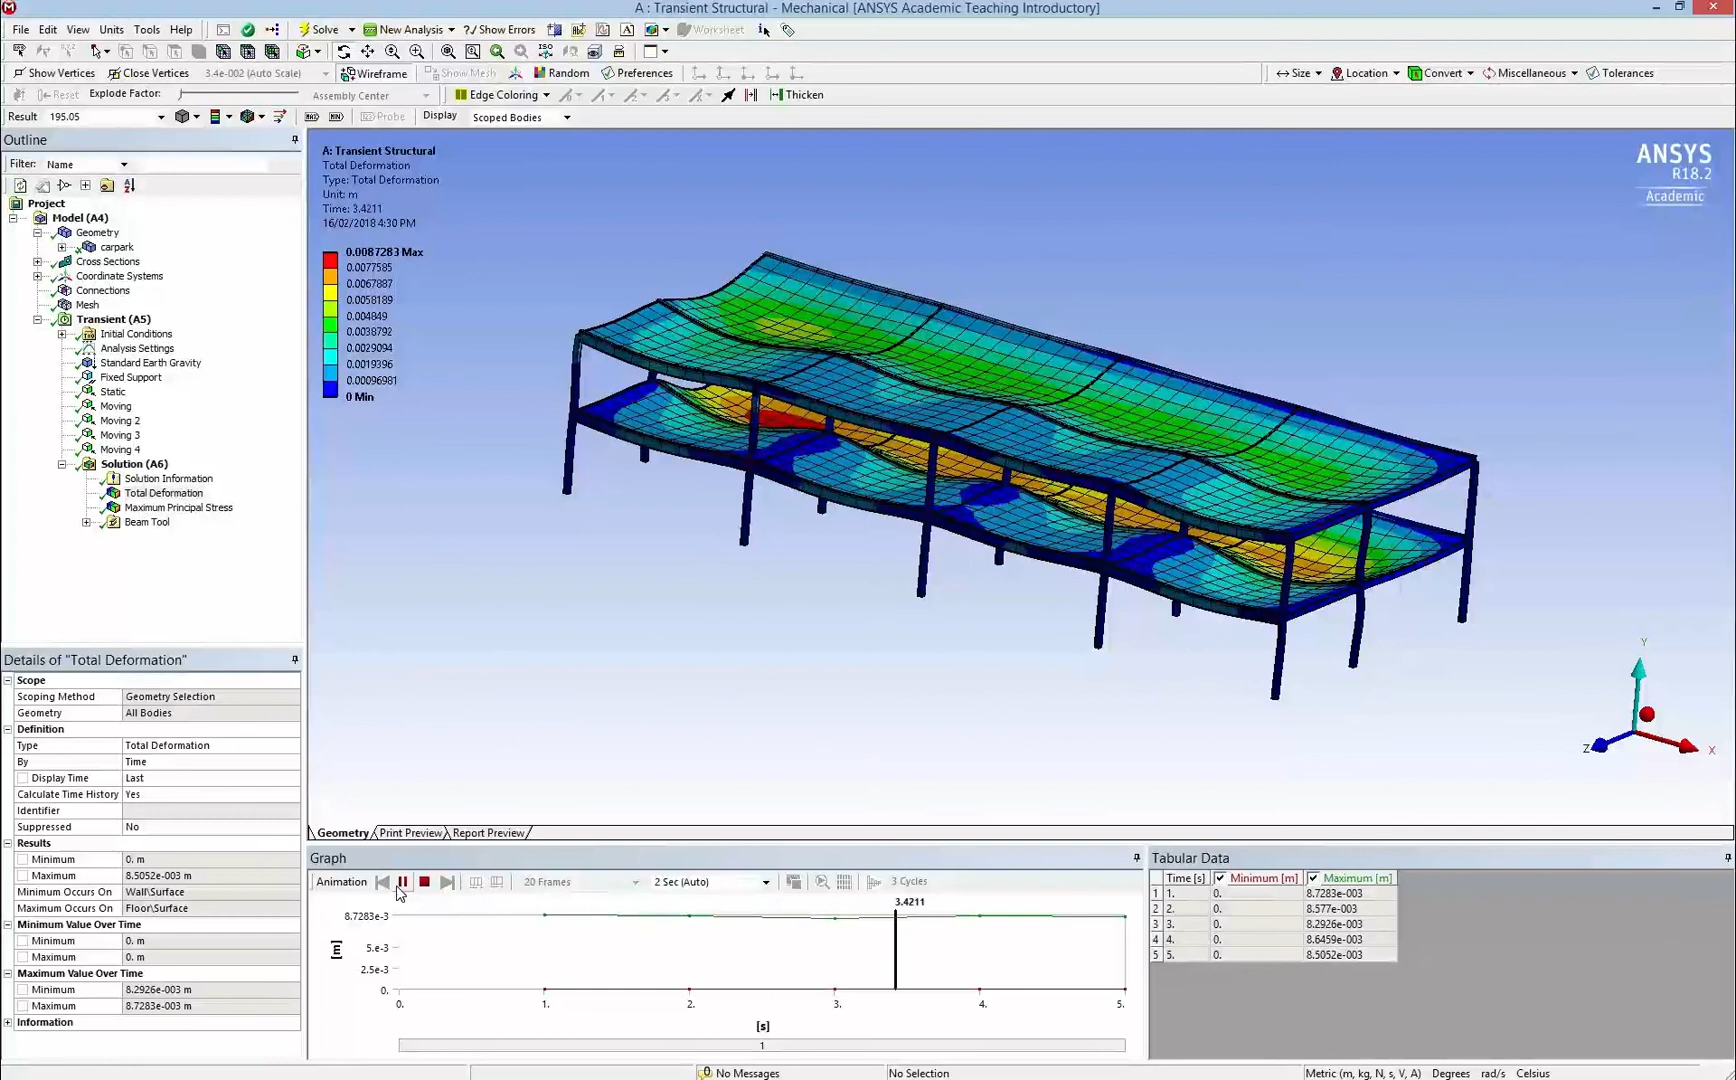 A : Transient Structural - Mechanical [ANSYS Academic Teaching Introductory]
File Edit View Units Tools Help Solve New Analysis ?/ Show Errors Worksheet
Show Vertices Close Vertices 3.4e-002 (Auto Scale) Wireframe Show Mesh Random Preferences Size Location Convert Miscellaneous Tolerances
Reset Explode Factor: Assembly Center Edge Coloring Thicken
Result 195.05 Probe Display Scoped Bodies
Outline
Filter: Name
Project
Model (A4)
Geometry
carpark
Cross Sections
Coordinate Systems
Connections
Mesh
Transient (A5)
Initial Conditions
Analysis Settings
Standard Earth Gravity
Fixed Support
Static
Moving
Moving 2
Moving 3
Moving 4
Solution (A6)
Solution Information
Total Deformation
Maximum Principal Stress
Beam Tool
A: Transient Structural
Total Deformation
Type: Total Deformation
Unit: m
Time: 3.4211
16/02/2018 4:30 PM
0.0087283 Max
0.0077585
0.0067887
0.0058189
0.004849
0.0038792
0.0029094
0.0019396
0.00096981
0 Min
ANSYS
R18.2
Academic
Y
Z
X
Details of "Total Deformation"
Scope
Scoping Method Geometry Selection
Geometry All Bodies
Definition
Type Total Deformation
By Time
Display Time Last
Calculate Time History Yes
Identifier
Suppressed No
Results
Minimum 0. m
Maximum 8.5052e-003 m
Minimum Occurs On Wall\Surface
Maximum Occurs On Floor\Surface
Minimum Value Over Time
Minimum 0. m
Maximum 0. m
Maximum Value Over Time
Minimum 8.2926e-003 m
Maximum 8.7283e-003 m
Information
Geometry Print Preview Report Preview
Graph
Animation 20 Frames 2 Sec (Auto) 3 Cycles
3.4211
8.7283e-3
5.e-3
2.5e-3
0.
[m]
0. 1. 2. 3. 4. 5.
[s]
1
Tabular Data
Time [s] Minimum [m] Maximum [m]
1 1. 0. 8.7283e-003
2 2. 0. 8.577e-003
3 3. 0. 8.2926e-003
4 4. 0. 8.6459e-003
5 5. 0. 8.5052e-003
No Messages No Selection Metric (m, kg, N, s, V, A) Degrees rad/s Celsius